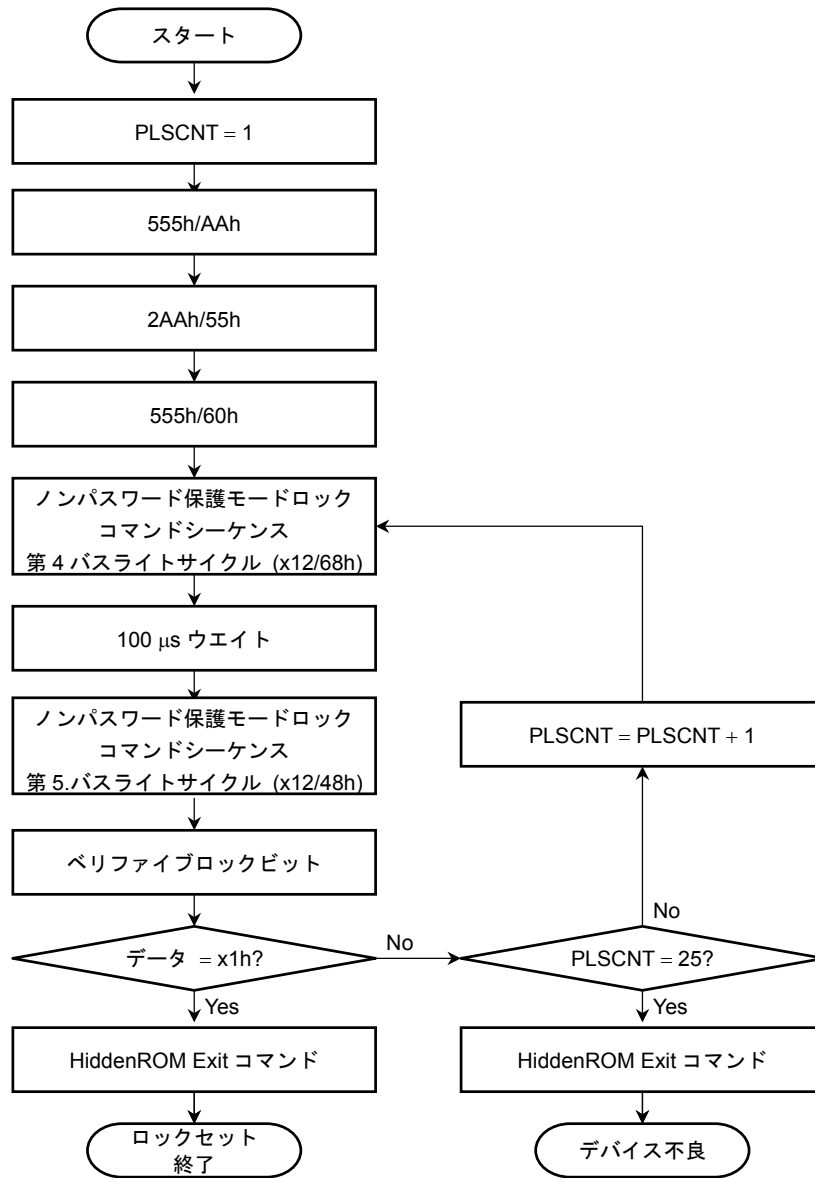 スタート
PLSCNT = 1
555h/AAh
2AAh/55h
555h/60h
ノンパスワード保護モードロック
コマンドシーケンス
第 4 バスライトサイクル (x12/68h)
100 μs ウエイト
ノンパスワード保護モードロック
コマンドシーケンス
第 5.バスライトサイクル (x12/48h)
PLSCNT = PLSCNT + 1
ベリファイブロックビット
No
データ = x1h?
No
PLSCNT = 25?
Yes
Yes
HiddenROM Exit コマンド
HiddenROM Exit コマンド
ロックセット
終了
デバイス不良